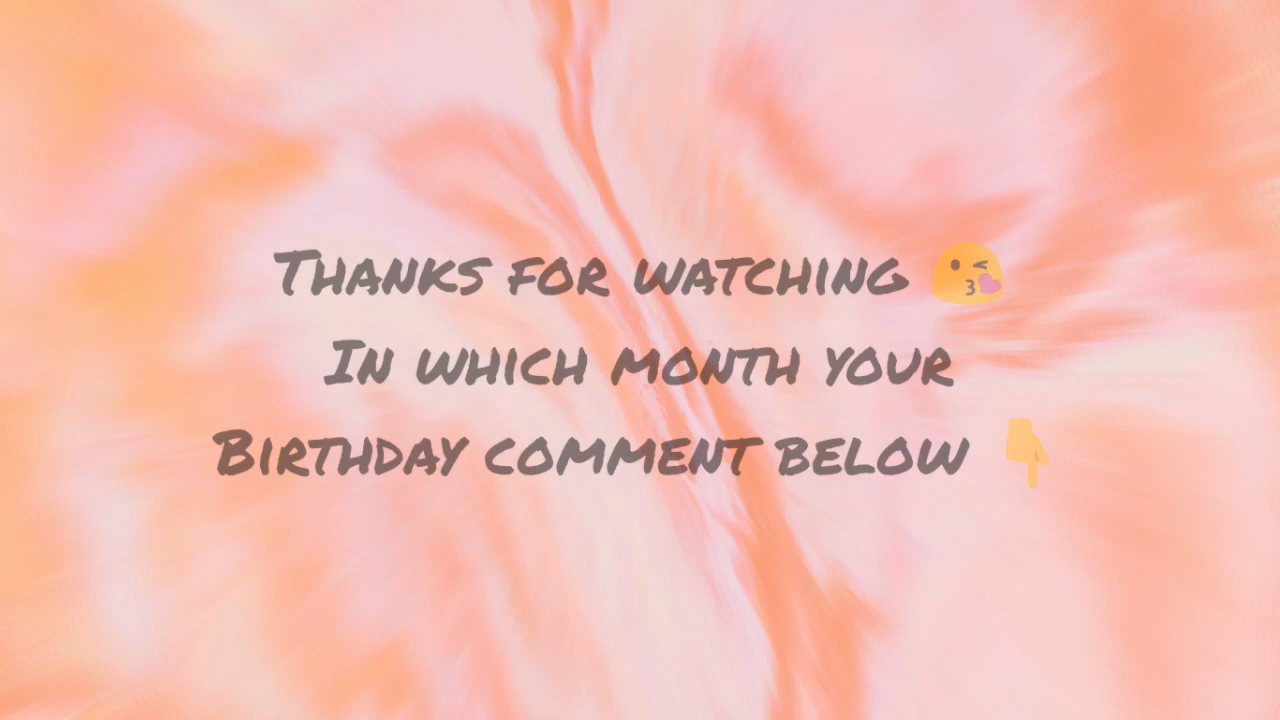 Thanks for watching 😘
In which month your
Birthday comment below 👇